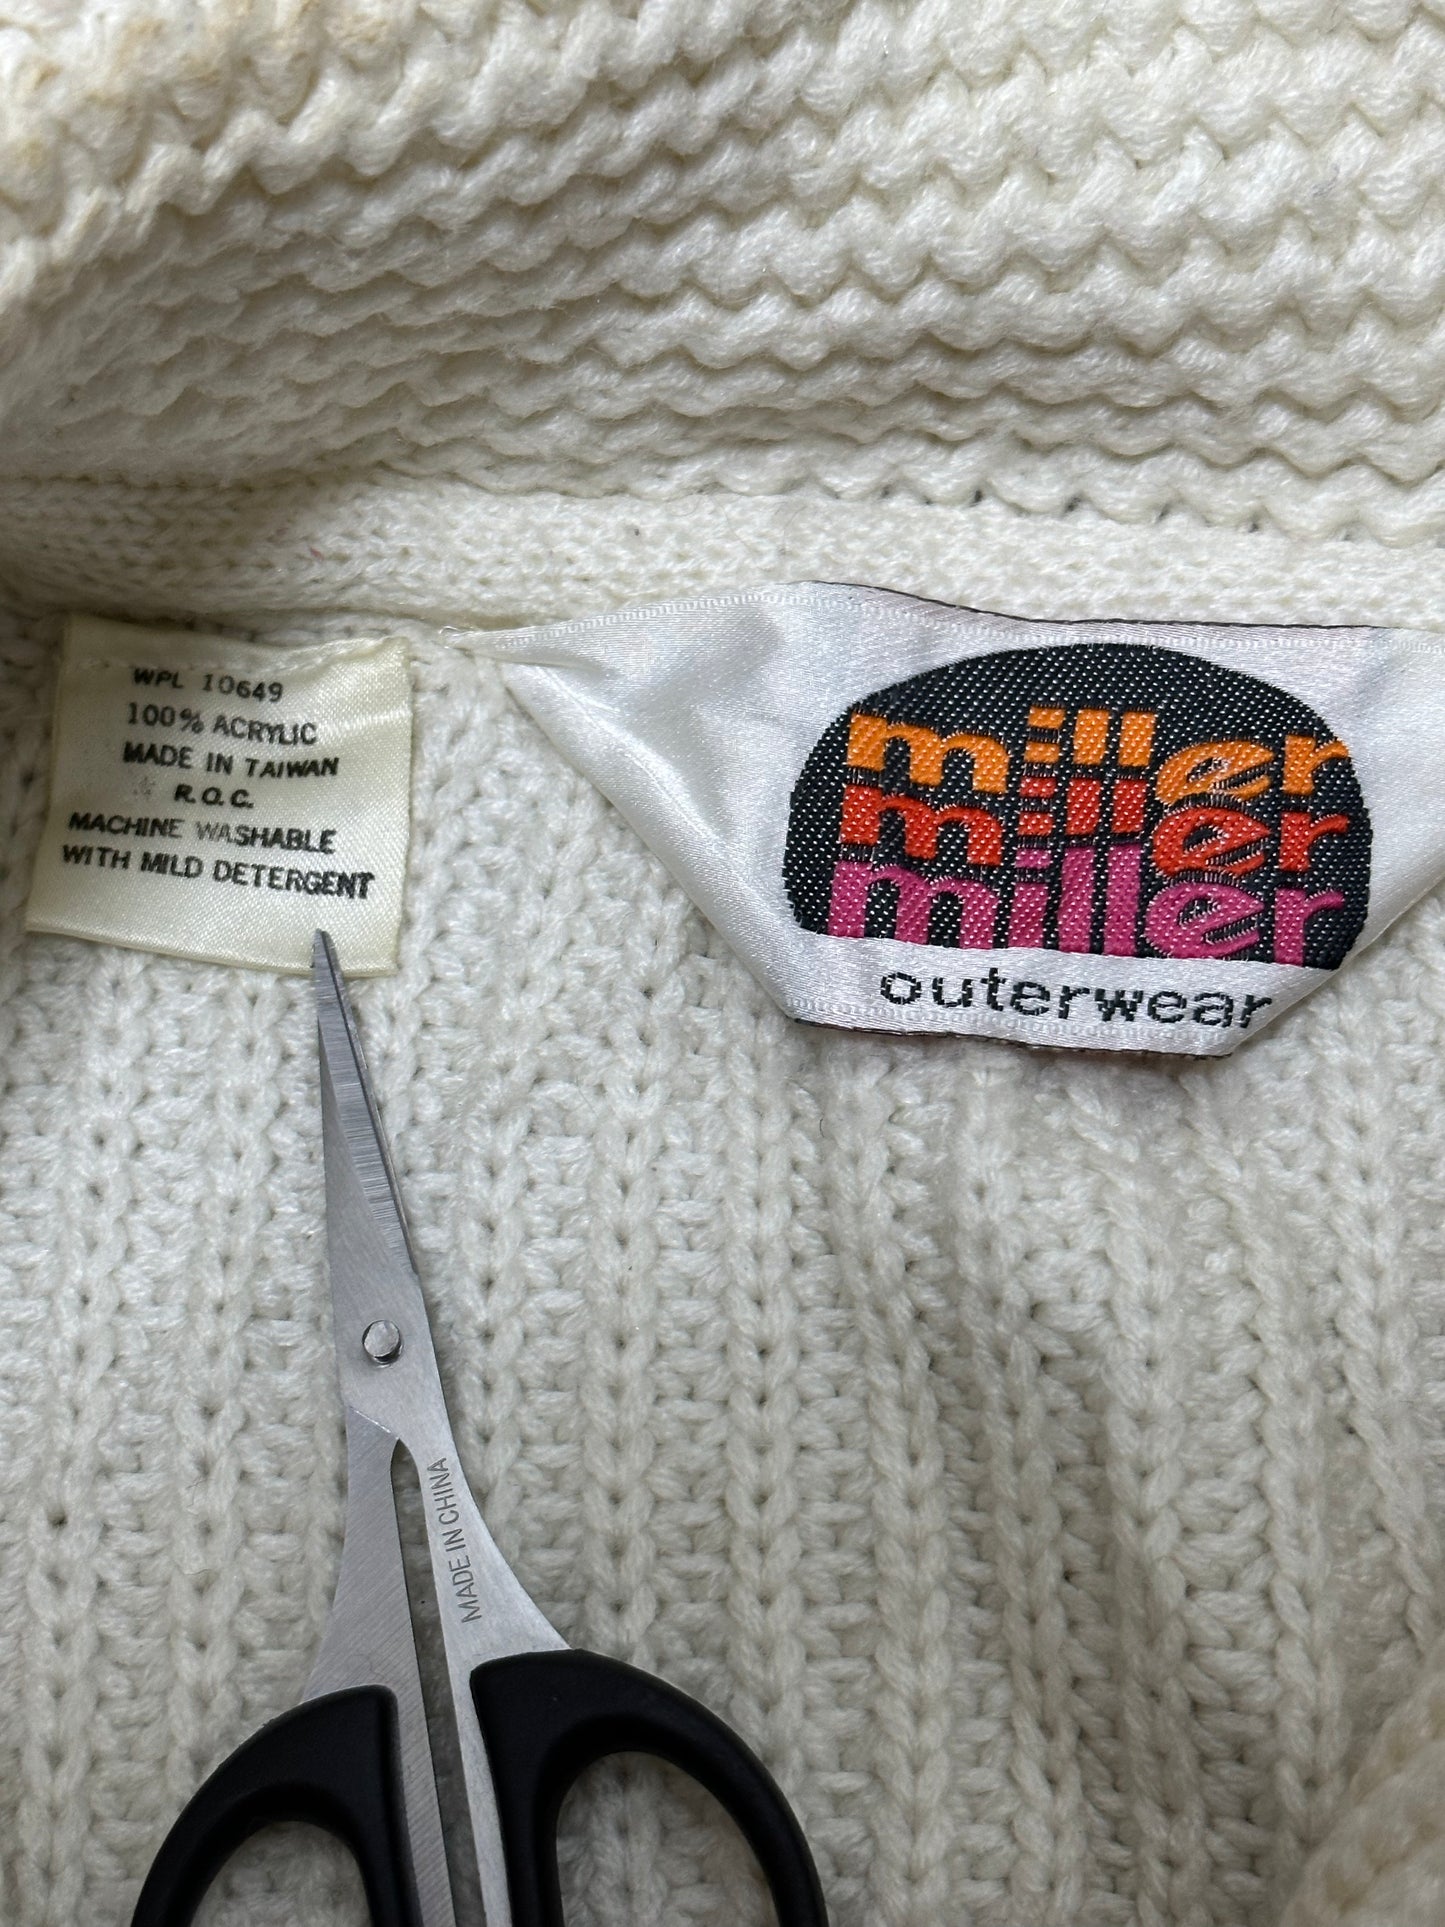 WPL 10649
100% ACRYLIC
MADE IN TAIWAN
R.O.C.
MACHINE WASHABLE
WITH MILD DETERGENT
miller
miller
miller
outerwear
MADE IN CHINA